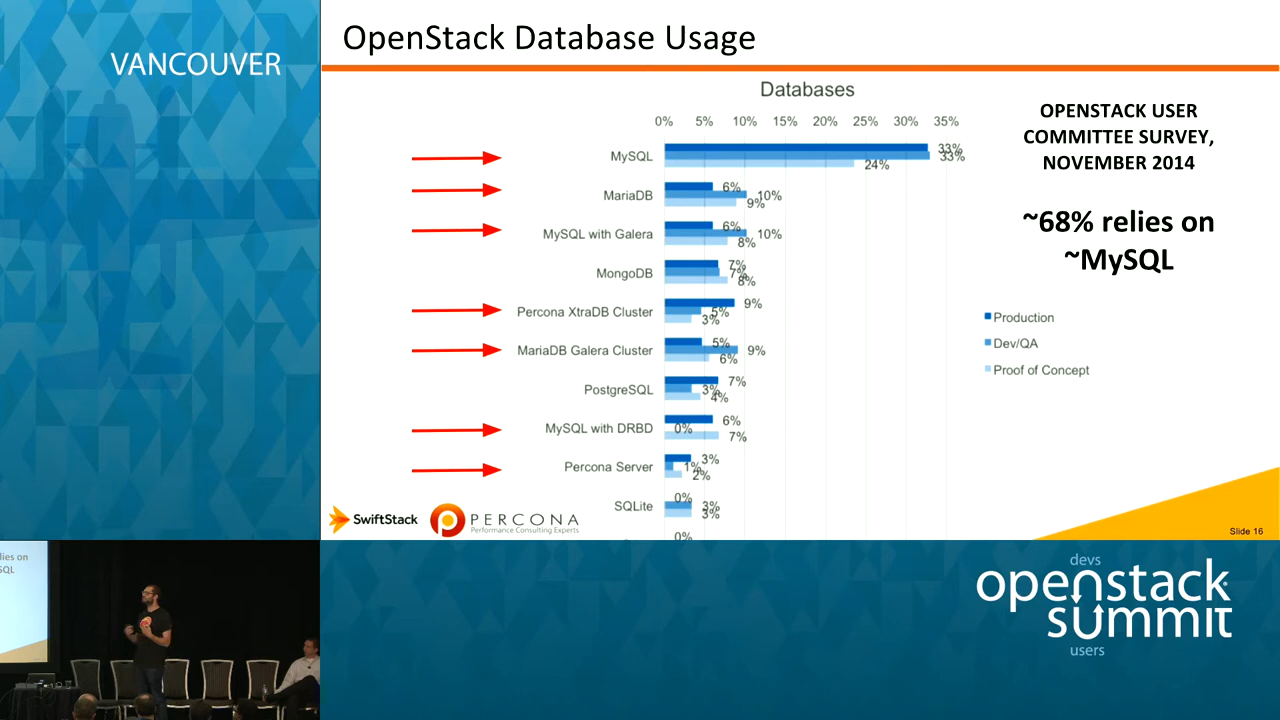 VANCOUVER
OpenStack Database Usage
Databases
0% 5% 10% 15% 20% 25% 30% 35%
MySQL 33% 33% 24%
MariaDB 6% 10% 9%
MySQL with Galera 6% 10% 8%
MongoDB 7% 7% 8%
Percona XtraDB Cluster 9% 5% 3%
MariaDB Galera Cluster 5% 9% 6%
PostgreSQL 7% 3% 4%
MySQL with DRBD 6% 0% 7%
Percona Server 3% 1% 2%
SQLite 0% 3% 3%
0%
OPENSTACK USER
COMMITTEE SURVEY,
NOVEMBER 2014
~68% relies on
~MySQL
Production
Dev/QA
Proof of Concept
SwiftStack
PERCONA
Performance Consulting Experts
Slide 16
lies on
SQL
devs
openstack
summit
users